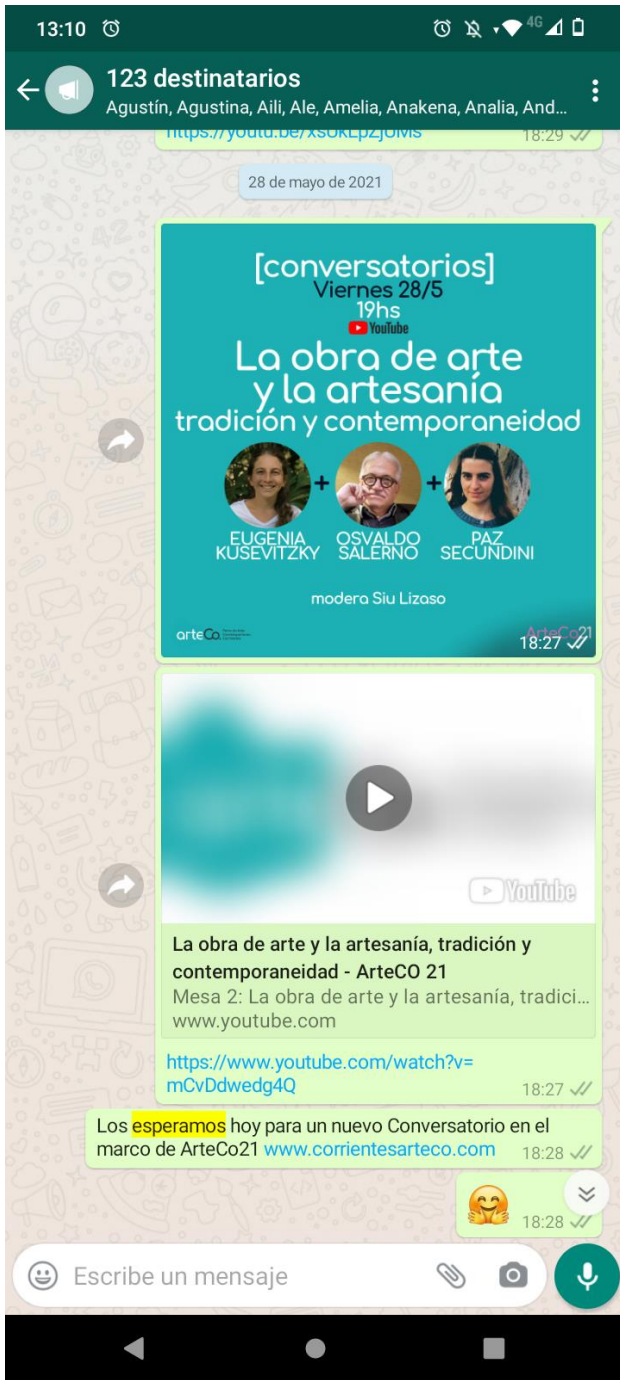 13:10
4G
123 destinatarios
Agustín, Agustina, Aili, Ale, Amelia, Anakena, Analia, And...
18:29
28 de mayo de 2021
[conversatorios]
Viernes 28/5
19hs
YouTube
La obra de arte
y la artesanía
tradición y contemporaneidad
EUGENIA
KUSEVITZKY
+
OSVALDO
SALERNO
+
PAZ
SECUNDINI
modera Siu Lizaso
arteCo.
ArteCo21
18:27
YouTube
La obra de arte y la artesanía, tradición y
contemporaneidad - ArteCO 21
Mesa 2: La obra de arte y la artesanía, tradici...
www.youtube.com
https://www.youtube.com/watch?v=
mCvDdwedg4Q
18:27
Los esperamos hoy para un nuevo Conversatorio en el
marco de ArteCo21 www.corrientesarteco.com
18:28
18:28
Escribe un mensaje